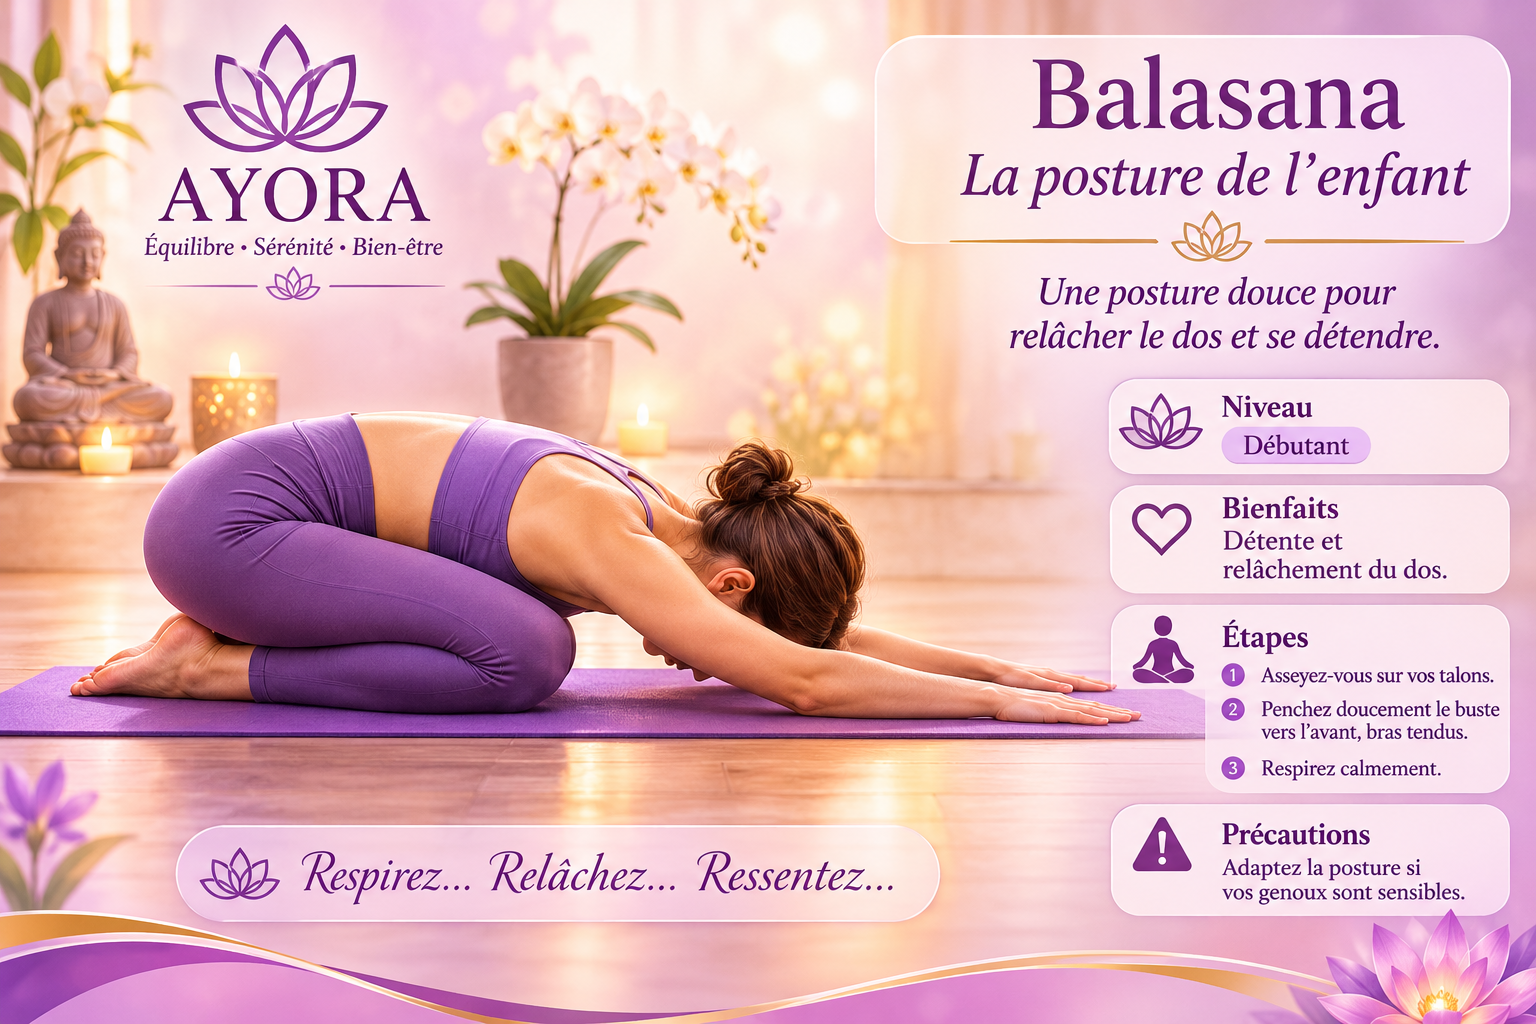 AYORA
Équilibre • Sérénité • Bien-être
Balasana
La posture de l’enfant
Une posture douce pour
relâcher le dos et se détendre.
Niveau
Débutant
Bienfaits
Détente et
relâchement du dos.
Étapes
1 Asseyez-vous sur vos talons.
2 Penchez doucement le buste
vers l’avant, bras tendus.
3 Respirez calmement.
Précautions
Adaptez la posture si
vos genoux sont sensibles.
Respirez... Relâchez... Ressentez...